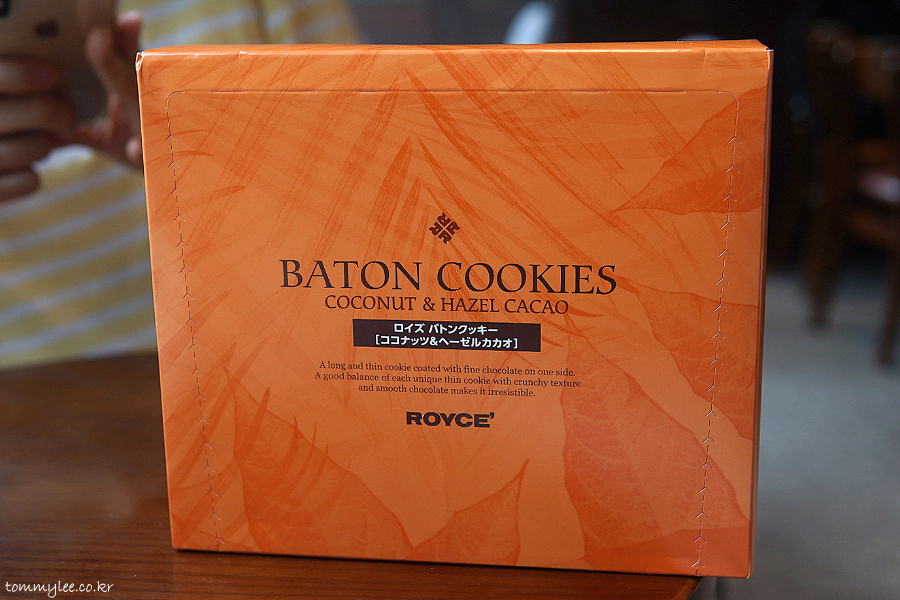 BATON COOKIES
COCONUT & HAZEL CACAO
ロイズ バトンクッキー
[ココナッツ&ヘーゼルカカオ]
A long and thin cookie coated with fine chocolate on one side.
A good balance of each unique thin cookie with crunchy texture
and smooth chocolate makes it irresistible.
ROYCE'
tommylee.co.kr